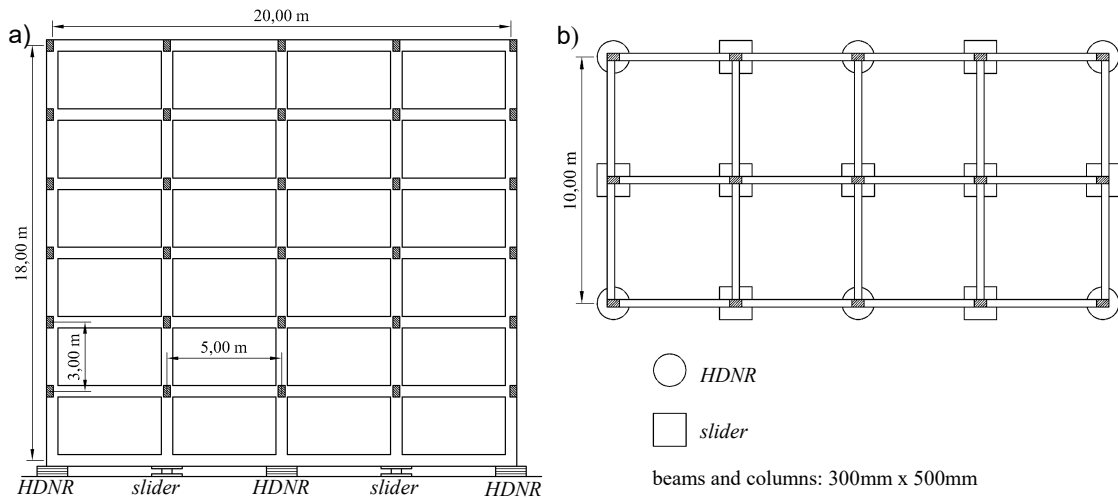 a)
20,00 m
18,00 m
3,00 m
5,00 m
HDNR slider HDNR slider HDNR
b)
10,00 m
HDNR
slider
beams and columns: 300mm x 500mm